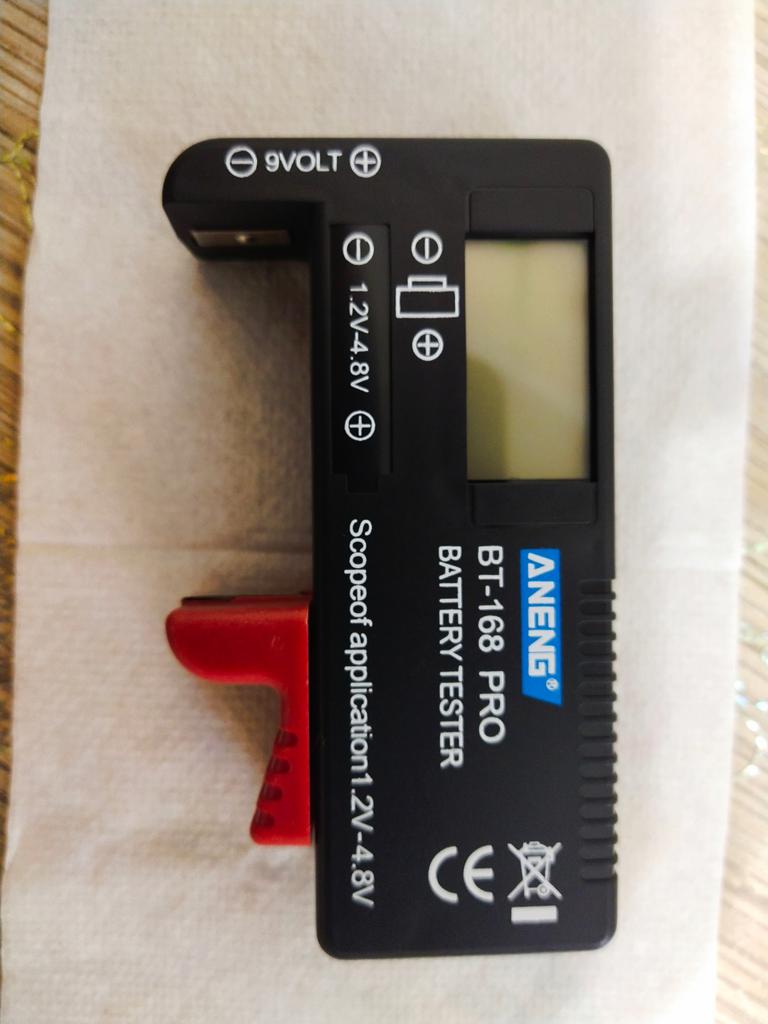 ⊖ 9VOLT ⊕
⊖ 1.2V-4.8V ⊕
⊖
⊕
ANENG®
BT-168 PRO
BATTERY TESTER
Scopeof application1.2V-4.8V
CE